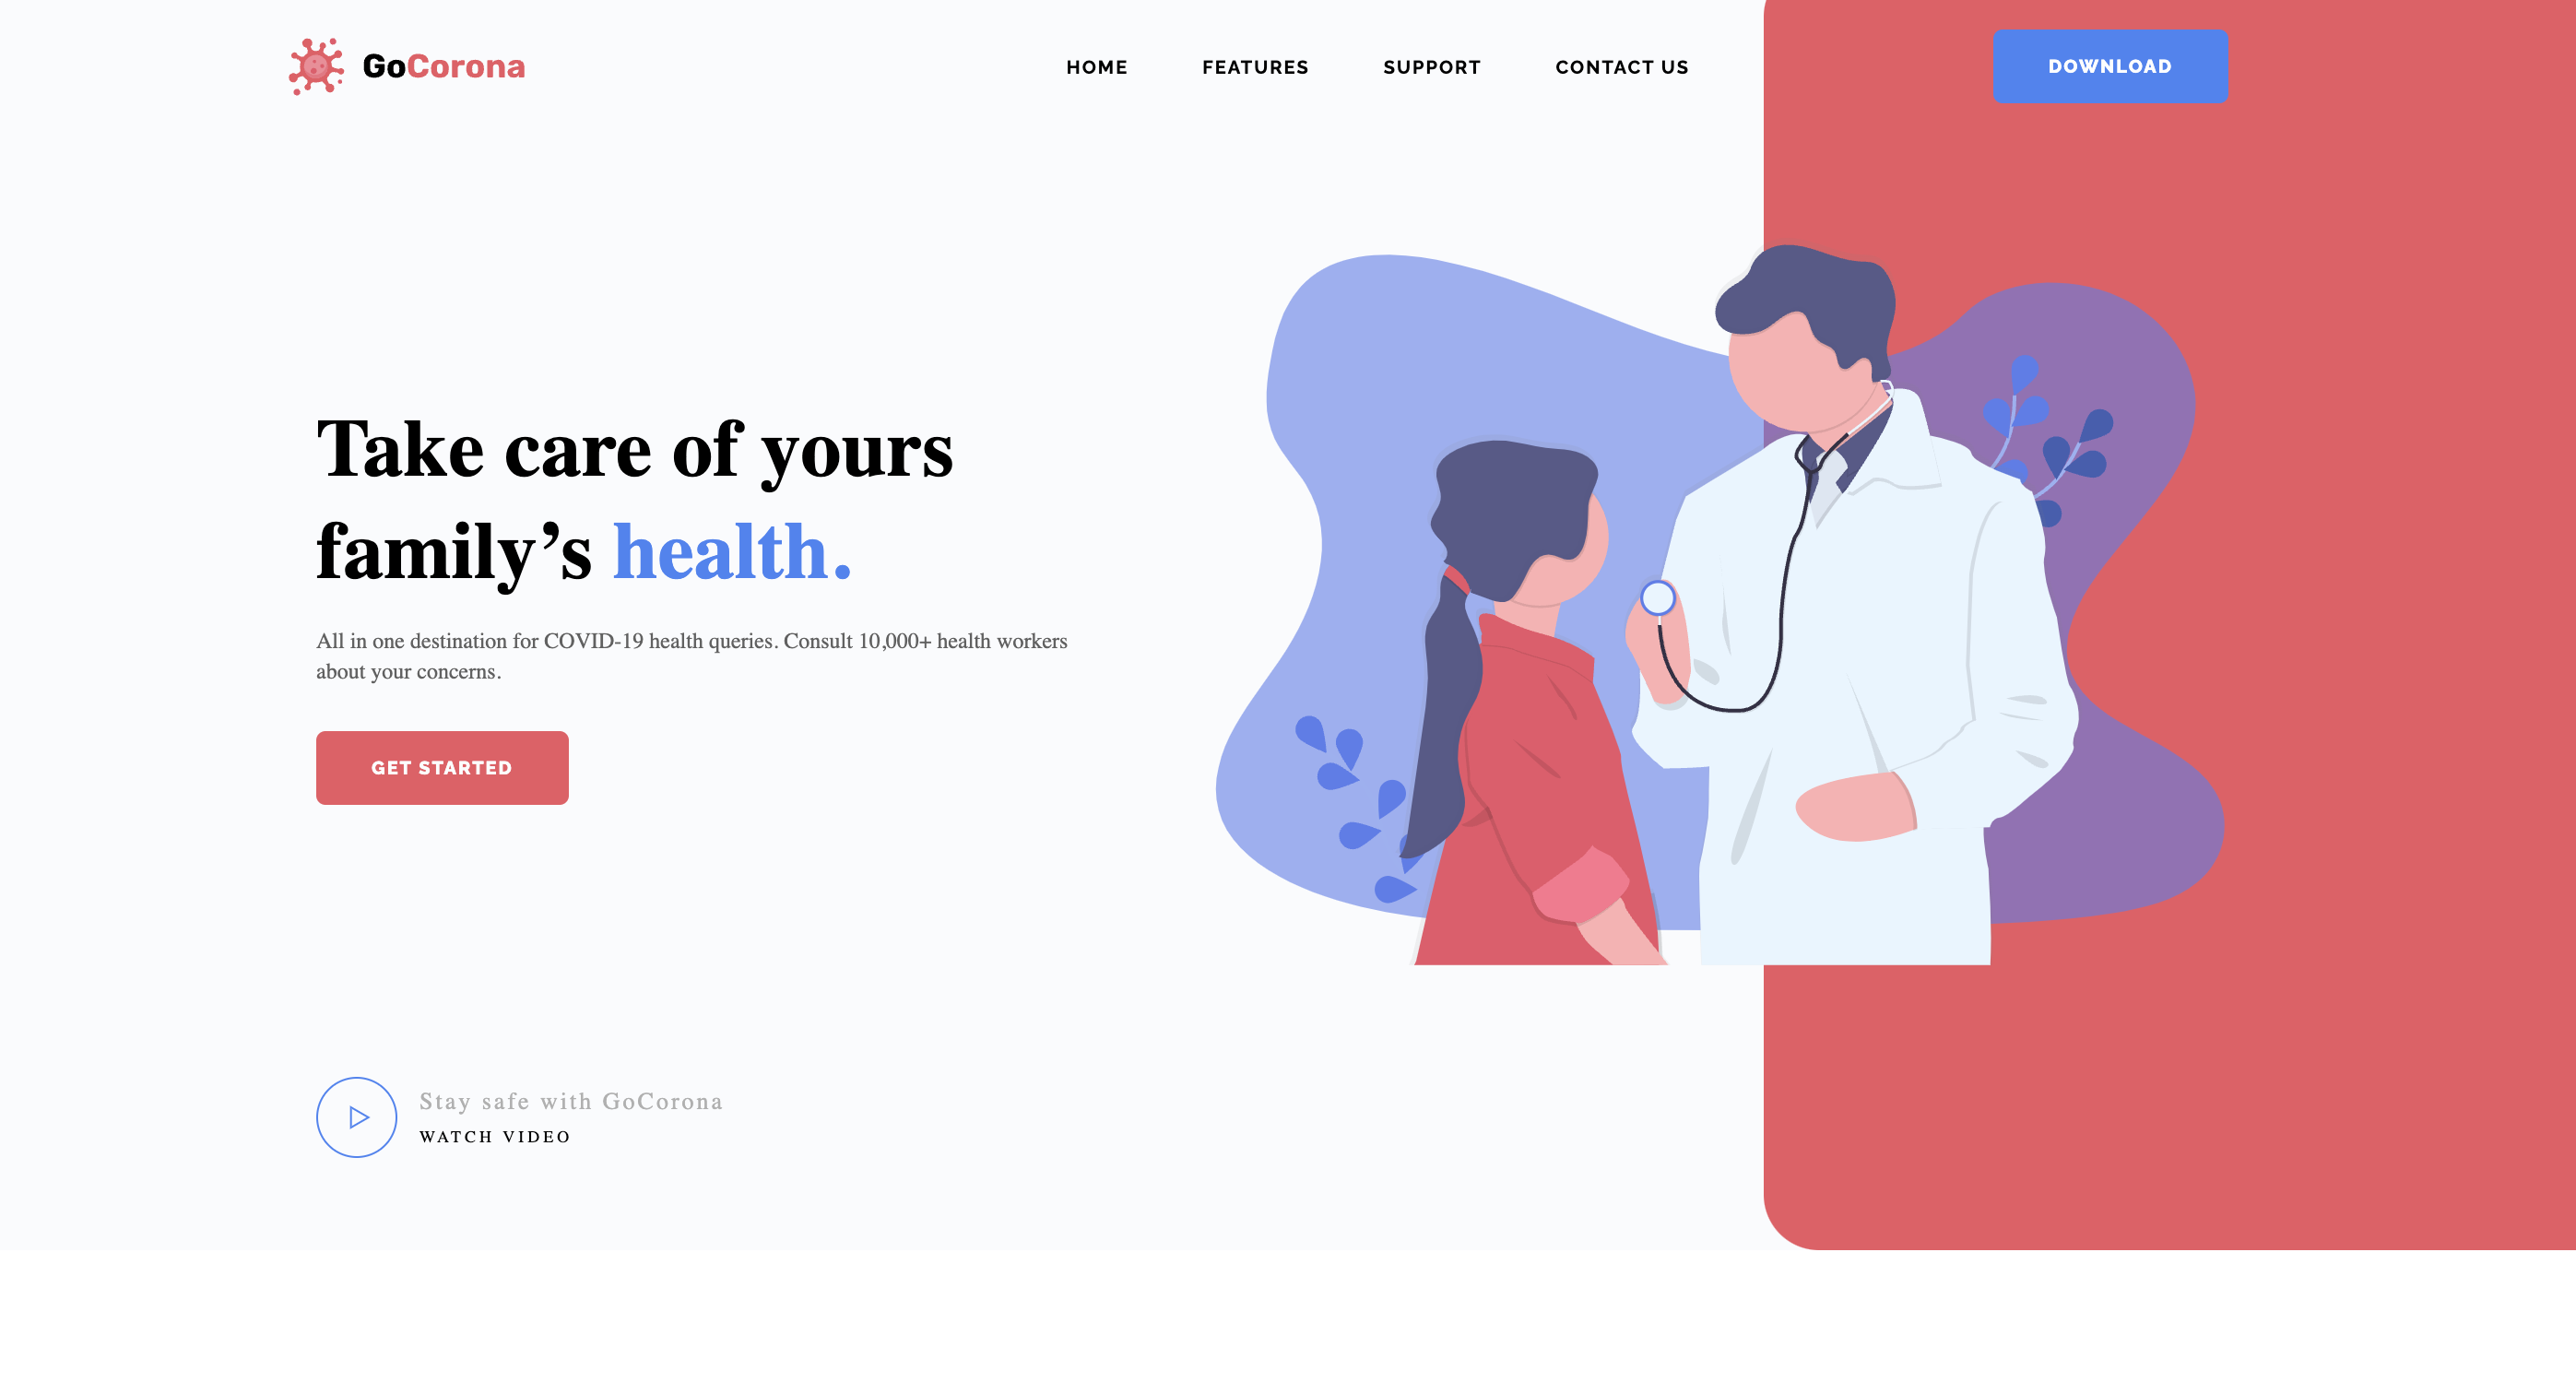 GoCorona
HOME FEATURES SUPPORT CONTACT US DOWNLOAD
Take care of yours
family’s health.
All in one destination for COVID-19 health queries. Consult 10,000+ health workers
about your concerns.
GET STARTED
Stay safe with GoCorona
WATCH VIDEO